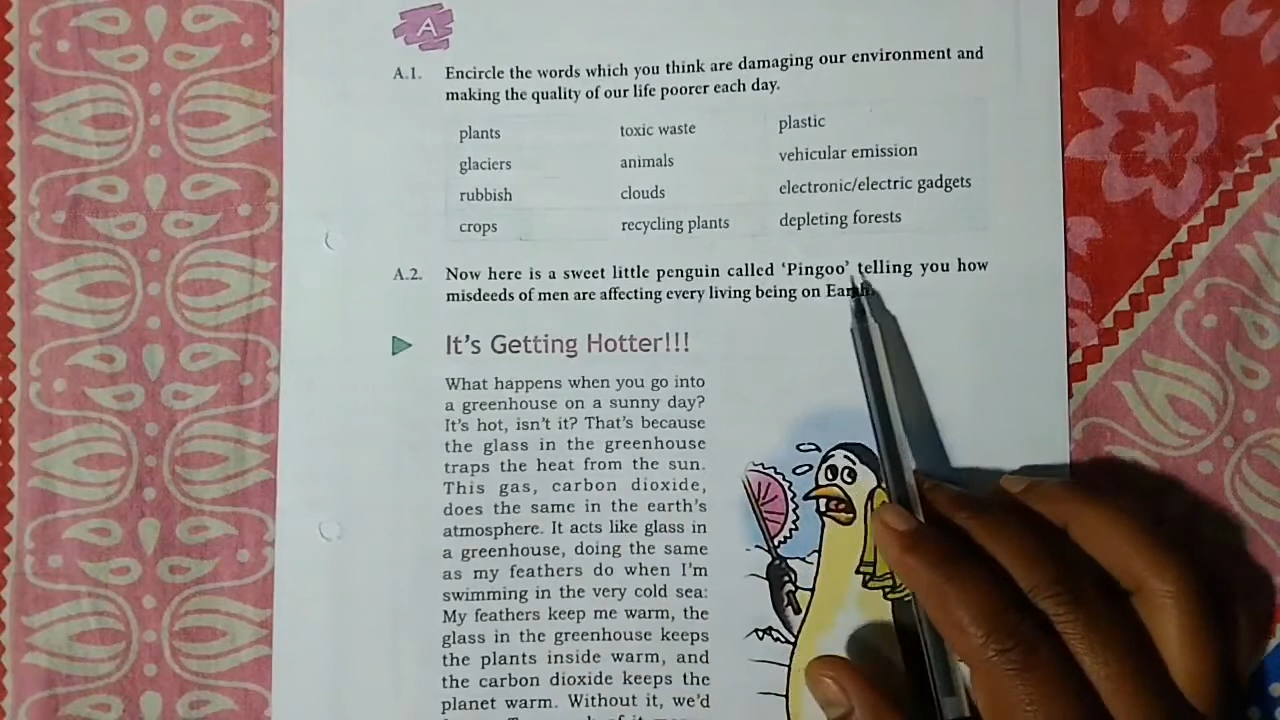 A
A.1. Encircle the words which you think are damaging our environment and
making the quality of our life poorer each day.
plants toxic waste plastic
glaciers animals vehicular emission
rubbish clouds electronic/electric gadgets
crops recycling plants depleting forests
A.2. Now here is a sweet little penguin called ‘Pingoo’ telling you how
misdeeds of men are affecting every living being on Earth.
It’s Getting Hotter!!!
What happens when you go into
a greenhouse on a sunny day?
It’s hot, isn’t it? That’s because
the glass in the greenhouse
traps the heat from the sun.
This gas, carbon dioxide,
does the same in the earth’s
atmosphere. It acts like glass in
a greenhouse, doing the same
as my feathers do when I’m
swimming in the very cold sea:
My feathers keep me warm, the
glass in the greenhouse keeps
the plants inside warm, and
the carbon dioxide keeps the
planet warm. Without it, we’d